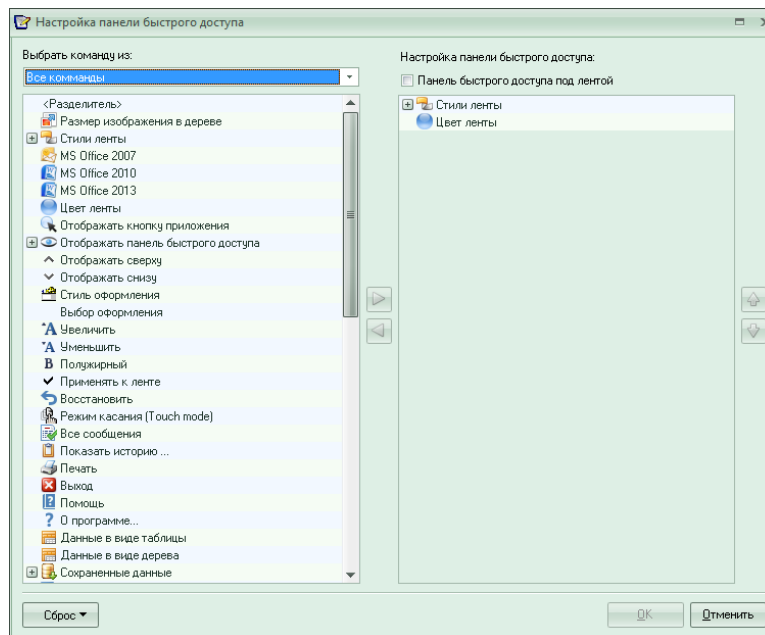 Настройка панели быстрого доступа
Выбрать команду из:
Все комманды
<Разделитель>
Размер изображения в дереве
Стили ленты
MS Office 2007
MS Office 2010
MS Office 2013
Цвет ленты
Отображать кнопку приложения
Отображать панель быстрого доступа
Отображать сверху
Отображать снизу
Стиль оформления
Выбор оформления
Увеличить
Уменьшить
Полужирный
Применять к ленте
Восстановить
Режим касания (Touch mode)
Все сообщения
Показать историю ...
Печать
Выход
Помощь
О программе...
Данные в виде таблицы
Данные в виде дерева
Сохраненные данные
Настройка панели быстрого доступа:
Панель быстрого доступа под лентой
Стили ленты
Цвет ленты
Сброс
OK
Отменить